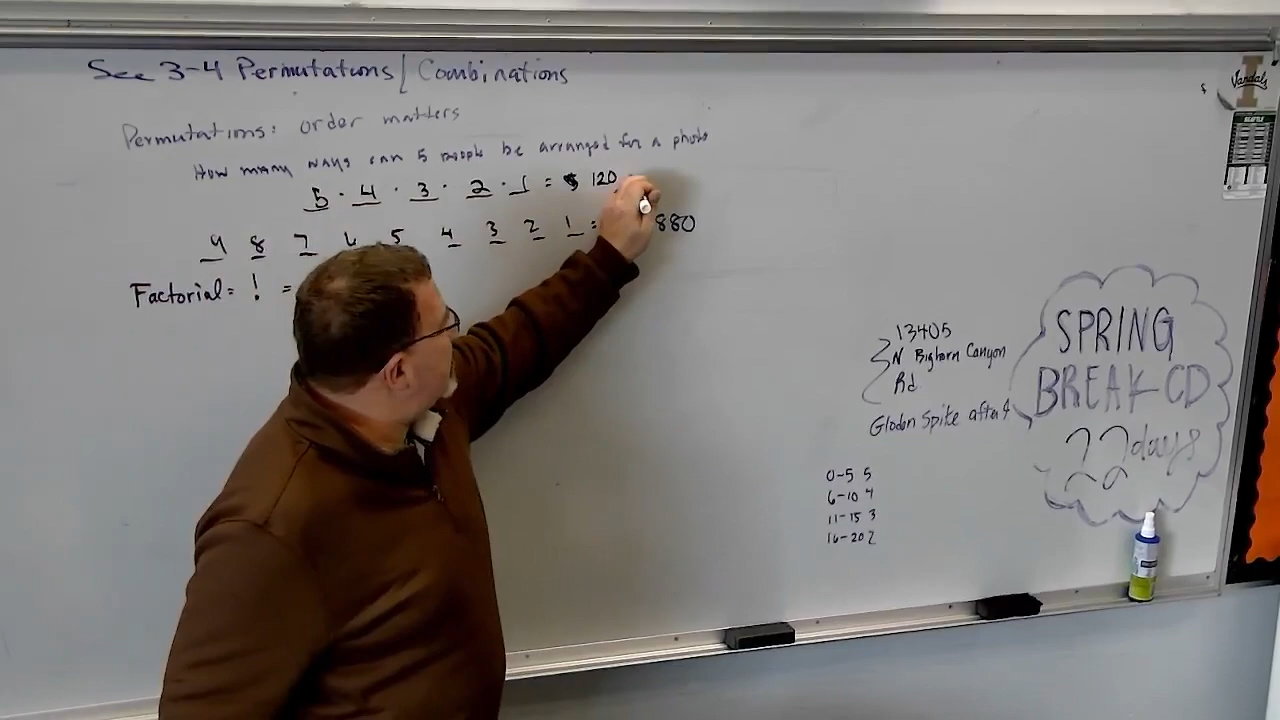 Sec 3-4 Permutations | Combinations
Permutations: order matters
How many ways can 5 people be arranged for a photo
5 · 4 · 3 · 2 · 1 = 120
9 8 7 6 5 4 3 2 1 = 880
Factorial = ! =
13405
N Bighorn Canyon
Rd.
Glodon Spike after
SPRING
BREAK CD
22 days
0-5 5
6-10 4
11-15 3
16-20 2
Vandals